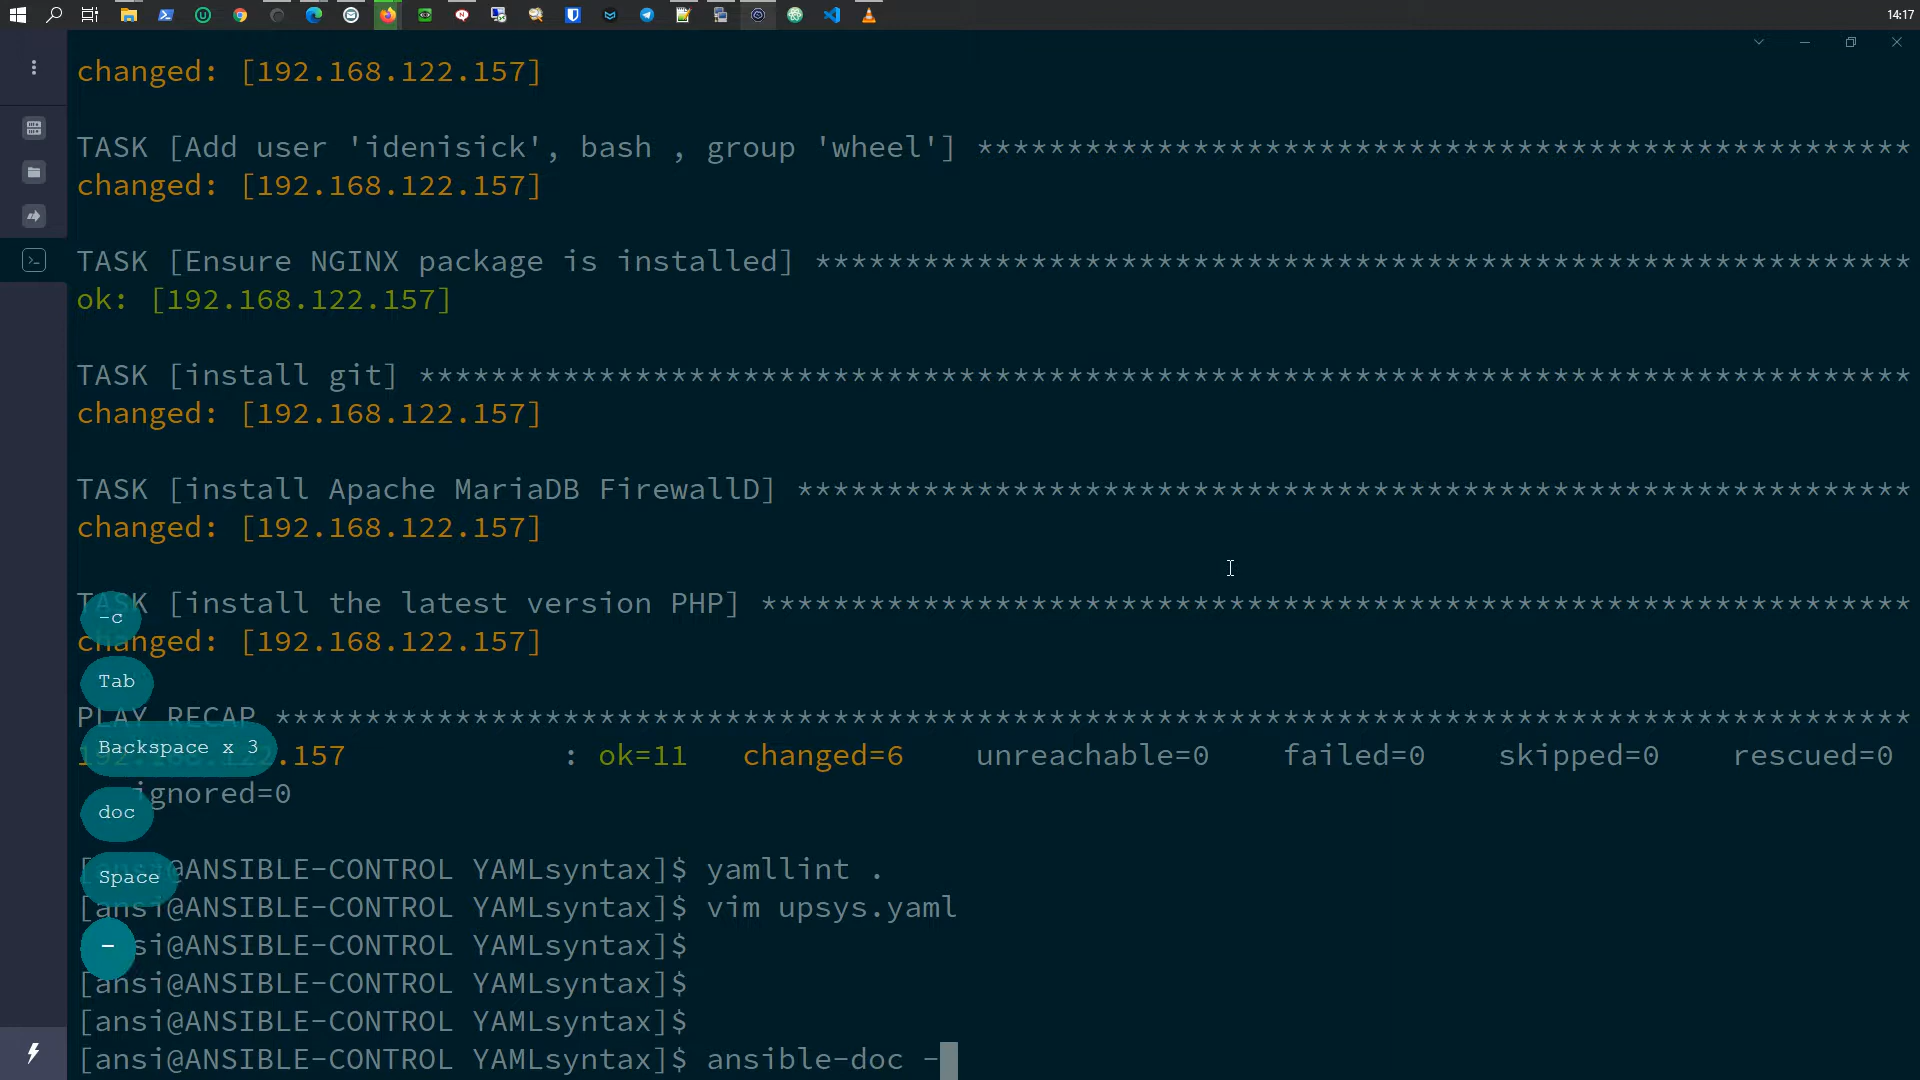 14:17
changed: [192.168.122.157]
TASK [Add user 'idenisick', bash , group 'wheel'] ****************************************************
changed: [192.168.122.157]
TASK [Ensure NGINX package is installed] *************************************************************
ok: [192.168.122.157]
TASK [install git] ***********************************************************************************
changed: [192.168.122.157]
TASK [install Apache MariaDB FirewallD] **************************************************************
changed: [192.168.122.157]
TASK [install the latest version PHP] ****************************************************************
-c
changed: [192.168.122.157]
Tab
PLAY RECAP *******************************************************************************************
Backspace x 3
.157 : ok=11 changed=6 unreachable=0 failed=0 skipped=0 rescued=0
ignored=0
doc
[ansi@ANSIBLE-CONTROL YAMLsyntax]$ yamllint .
Space
[ansi@ANSIBLE-CONTROL YAMLsyntax]$ vim upsys.yaml
-
si@ANSIBLE-CONTROL YAMLsyntax]$
[ansi@ANSIBLE-CONTROL YAMLsyntax]$
[ansi@ANSIBLE-CONTROL YAMLsyntax]$
[ansi@ANSIBLE-CONTROL YAMLsyntax]$ ansible-doc -